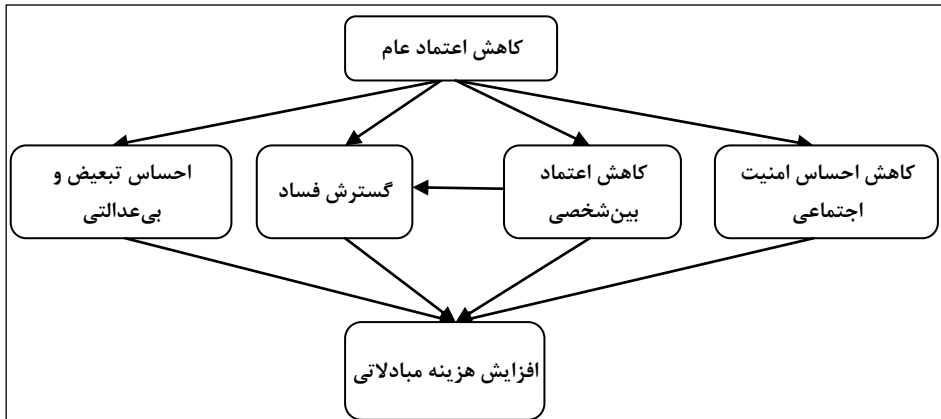 کاهش اعتماد عام
کاهش احساس امنیت
اجتماعی
کاهش اعتماد
بین‌شخصی
گسترش فساد
احساس تبعیض و
بی‌عدالتی
افزایش هزینه مبادلاتی